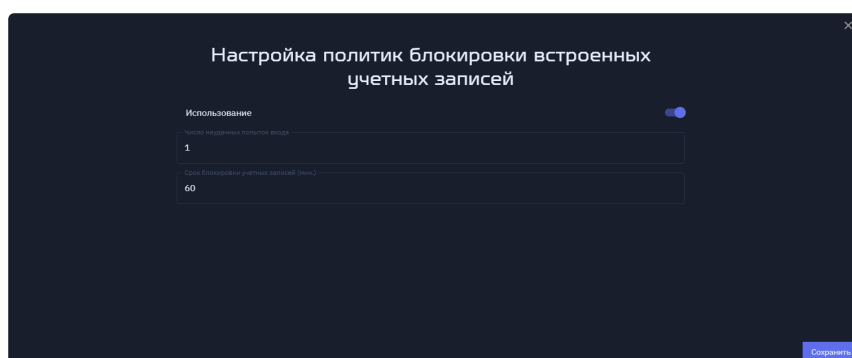 Настройка политик блокировки встроенных
учетных записей
Использование
Число неудачных попыток входа
1
Срок блокировки учетных записей (мин.)
60
Сохранить